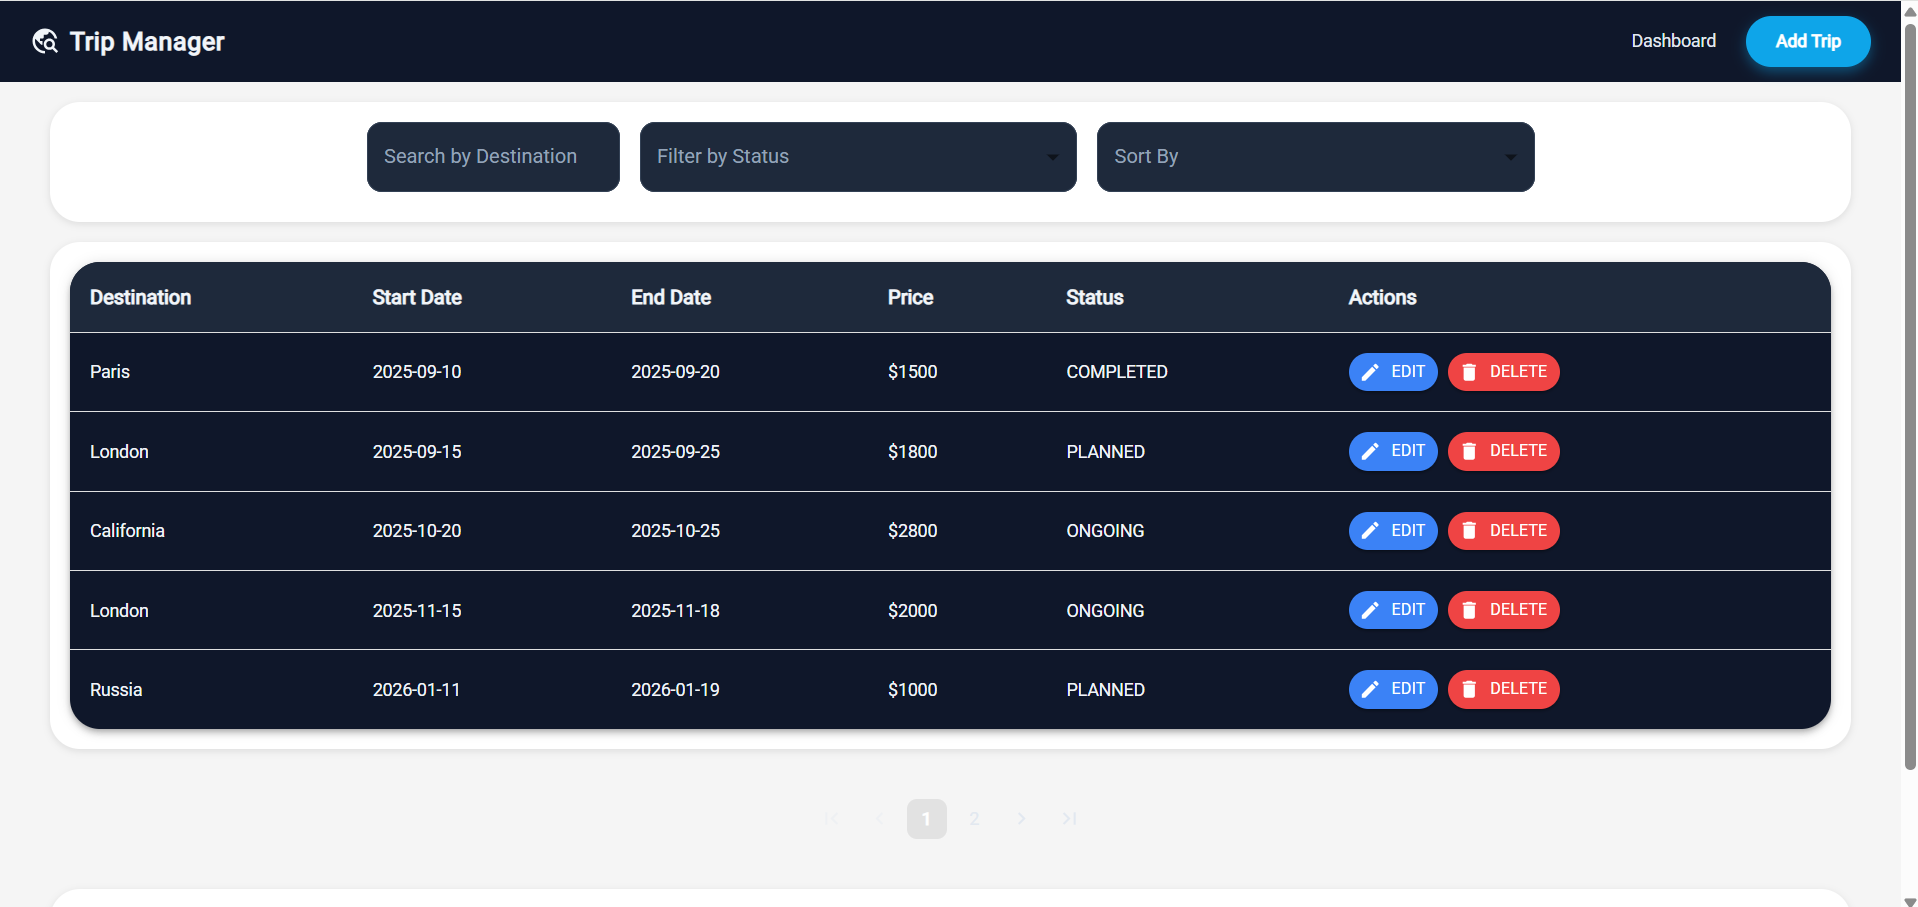 Trip Manager
Dashboard
Add Trip
Search by Destination
Filter by Status
Sort By
Destination Start Date End Date Price Status Actions
Paris 2025-09-10 2025-09-20 $1500 COMPLETED EDIT DELETE
London 2025-09-15 2025-09-25 $1800 PLANNED EDIT DELETE
California 2025-10-20 2025-10-25 $2800 ONGOING EDIT DELETE
London 2025-11-15 2025-11-18 $2000 ONGOING EDIT DELETE
Russia 2026-01-11 2026-01-19 $1000 PLANNED EDIT DELETE
1 2